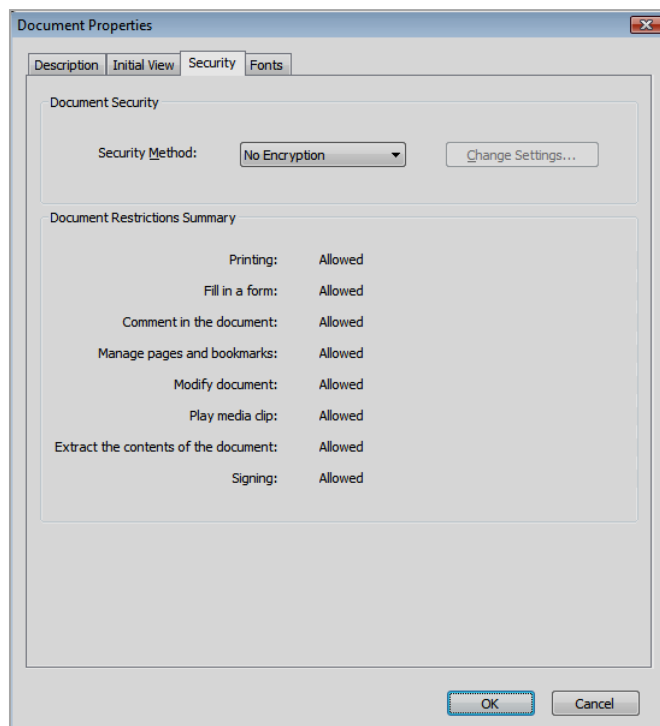 Document Properties
Description Initial View Security Fonts
Document Security
Security Method: No Encryption Change Settings...
Document Restrictions Summary
Printing: Allowed
Fill in a form: Allowed
Comment in the document: Allowed
Manage pages and bookmarks: Allowed
Modify document: Allowed
Play media clip: Allowed
Extract the contents of the document: Allowed
Signing: Allowed
OK Cancel